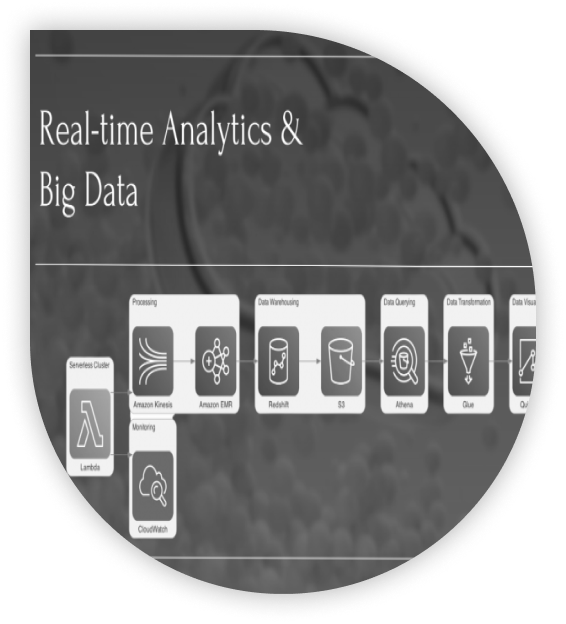 Real-time Analytics &
Big Data
Processing
Data Warehousing
Data Querying
Data Transformation
Serverless Cluster
Amazon Kinesis
Amazon EMR
Redshift
S3
Athena
Glue
Lambda
Monitoring
CloudWatch